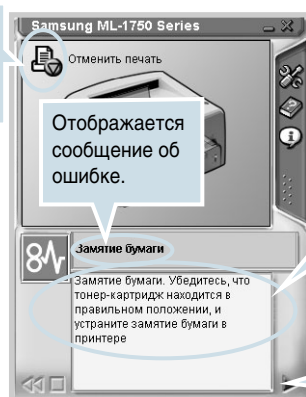 Samsung ML-1750 Series
Отменить печать
Отображается
сообщение об
ошибке.
Замятие бумаги
Замятие бумаги. Убедитесь, что
тонер-картридж находится в
правильном положении, и
устраните замятие бумаги в
принтере